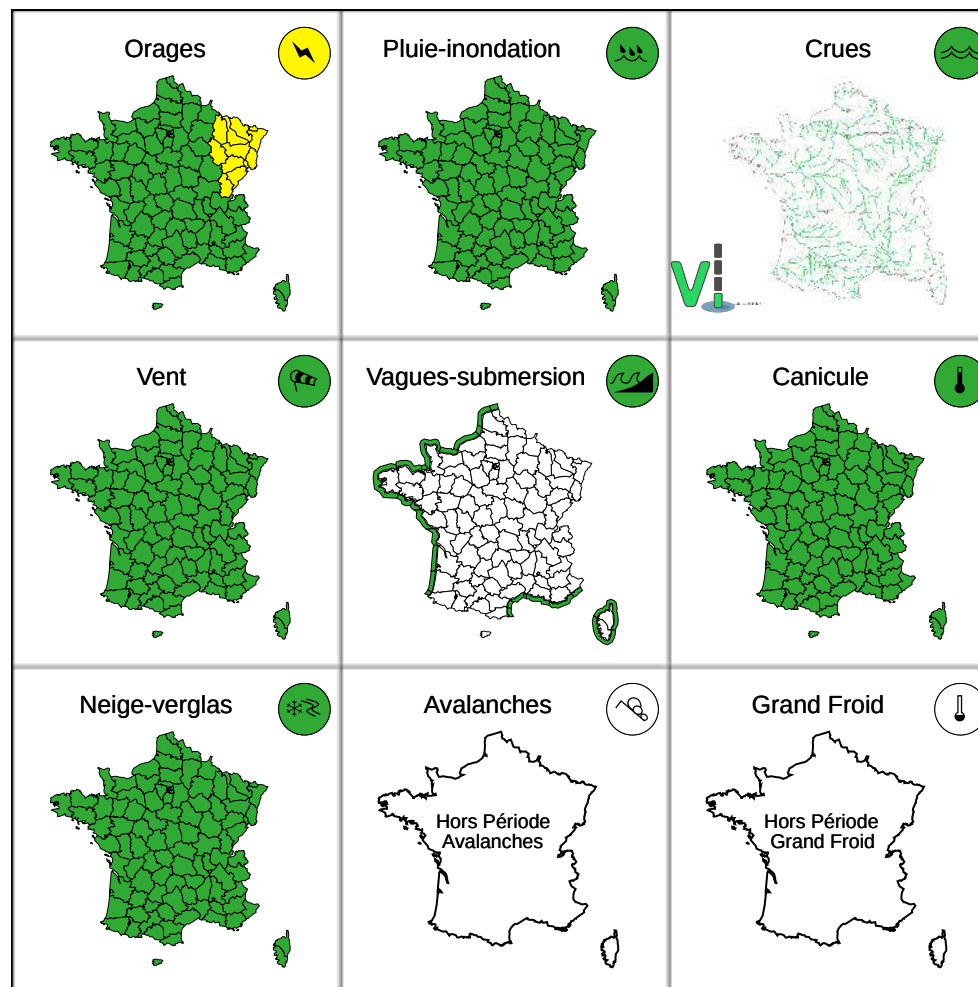 Orages
Pluie-inondation
Crues
Vent
Vagues-submersion
Canicule
Neige-verglas
Avalanches
Grand Froid
Hors Période
Avalanches
Hors Période
Grand Froid